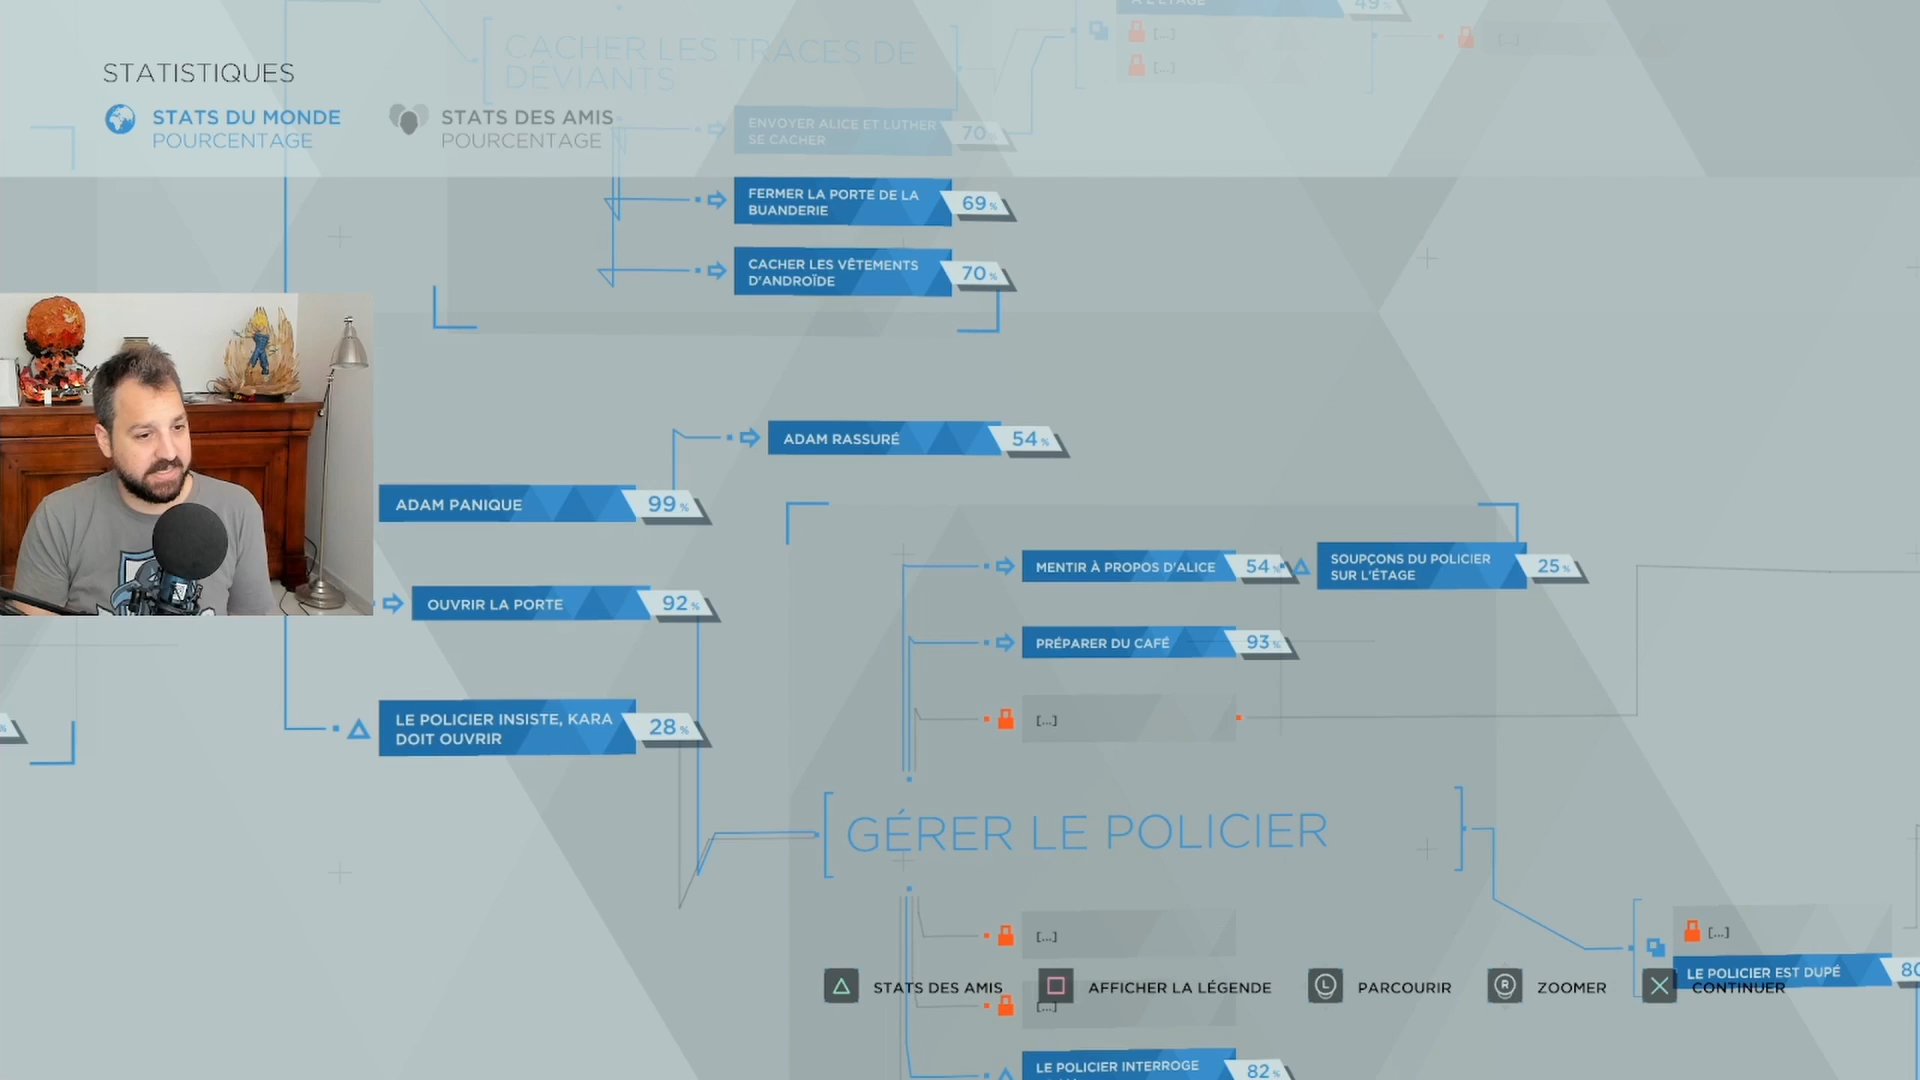 À L'ÉTAGE
49%
[...]
[...]
[...]
CACHER LES TRACES DE
DÉVIANTS
STATISTIQUES
STATS DU MONDE
POURCENTAGE
STATS DES AMIS
POURCENTAGE
ENVOYER ALICE ET LUTHER
SE CACHER
70%
FERMER LA PORTE DE LA
BUANDERIE
69%
CACHER LES VÊTEMENTS
D'ANDROÏDE
70%
ADAM RASSURÉ
54%
ADAM PANIQUE
99%
MENTIR À PROPOS D'ALICE
54%
SOUPÇONS DU POLICIER
SUR L'ÉTAGE
25%
OUVRIR LA PORTE
92%
PRÉPARER DU CAFÉ
93%
[...]
LE POLICIER INSISTE, KARA
DOIT OUVRIR
28%
%
GÉRER LE POLICIER
[...]
[...]
[...]
LE POLICIER EST DUPÉ
80
STATS DES AMIS
AFFICHER LA LÉGENDE
PARCOURIR
ZOOMER
CONTINUER
LE POLICIER INTERROGE
82%